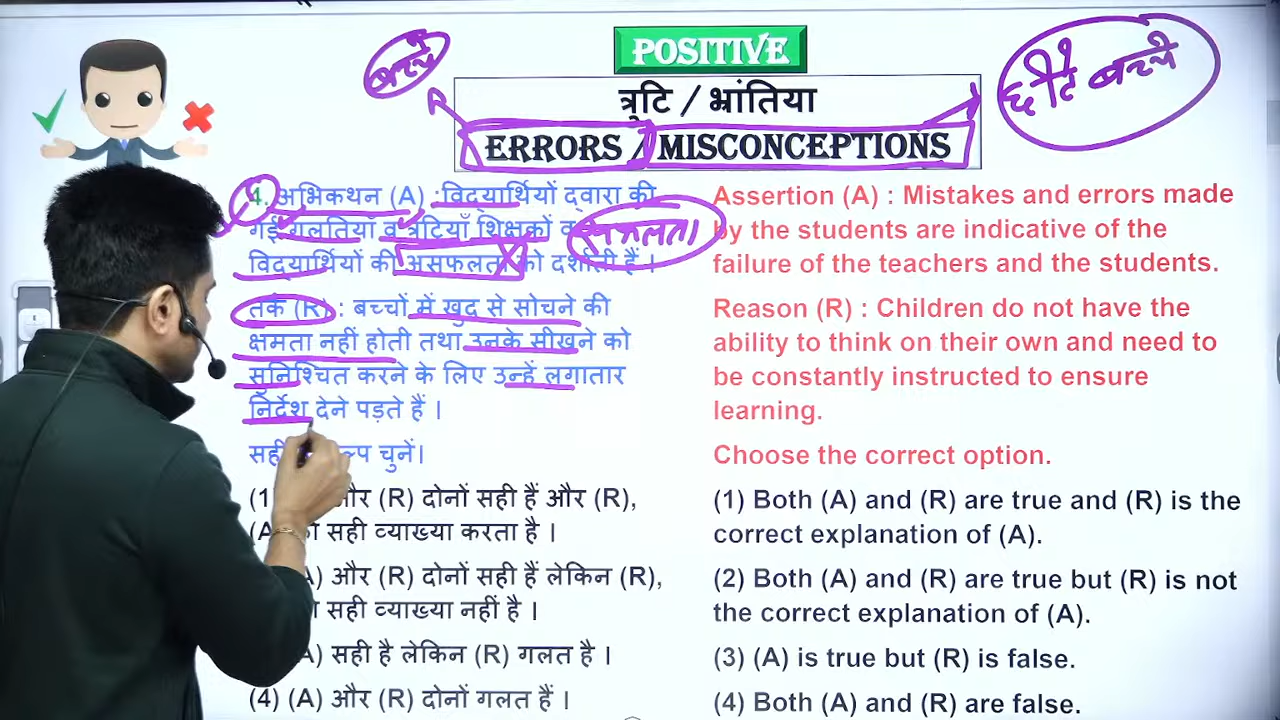 POSITIVE
त्रुटि / भ्रांतिया
ERRORS / MISCONCEPTIONS
बच्चे
छोटे बच्चे
4. अभिकथन (A) : विद्यार्थियों द्वारा की
गई गलतियाँ व त्रुटियाँ शिक्षकों व
विद्यार्थियों की असफलता को दर्शाती हैं ।
सफलता
तर्क (R) : बच्चों में खुद से सोचने की
क्षमता नहीं होती तथा उनके सीखने को
सुनिश्चित करने के लिए उन्हें लगातार
निर्देश देने पड़ते हैं ।
सही चुनें।
(1) और (R) दोनों सही हैं और (R),
सही व्याख्या करता है ।
और (R) दोनों सही हैं लेकिन (R),
सही व्याख्या नहीं है ।
सही है लेकिन (R) गलत है ।
(4) (A) और (R) दोनों गलत हैं ।
Assertion (A) : Mistakes and errors made
by the students are indicative of the
failure of the teachers and the students.
Reason (R) : Children do not have the
ability to think on their own and need to
be constantly instructed to ensure
learning.
Choose the correct option.
(1) Both (A) and (R) are true and (R) is the
correct explanation of (A).
(2) Both (A) and (R) are true but (R) is not
the correct explanation of (A).
(3) (A) is true but (R) is false.
(4) Both (A) and (R) are false.